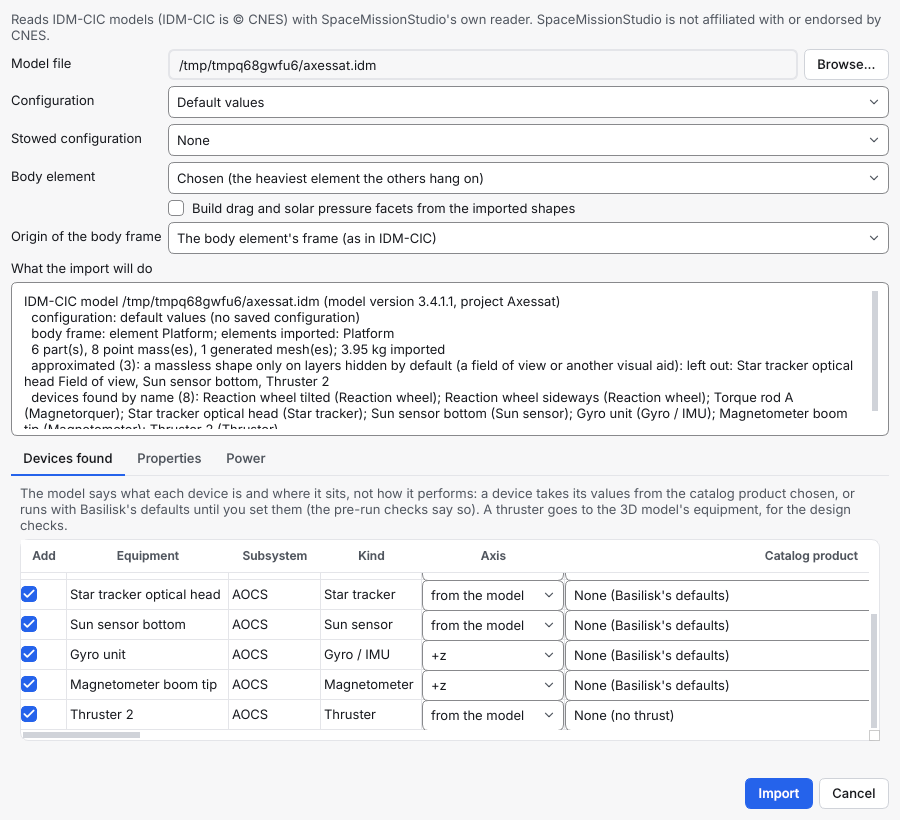 Reads IDM-CIC models (IDM-CIC is © CNES) with SpaceMissionStudio's own reader. SpaceMissionStudio is not affiliated with or endorsed by
CNES.
Model file
/tmp/tmpq68gwfu6/axessat.idm
Browse...
Configuration
Default values
Stowed configuration
None
Body element
Chosen (the heaviest element the others hang on)
Build drag and solar pressure facets from the imported shapes
Origin of the body frame
The body element's frame (as in IDM-CIC)
What the import will do
IDM-CIC model /tmp/tmpq68gwfu6/axessat.idm (model version 3.4.1.1, project Axessat)
configuration: default values (no saved configuration)
body frame: element Platform; elements imported: Platform
6 part(s), 8 point mass(es), 1 generated mesh(es); 3.95 kg imported
approximated (3): a massless shape only on layers hidden by default (a field of view or another visual aid): left out: Star tracker optical
head Field of view, Sun sensor bottom, Thruster 2
devices found by name (8): Reaction wheel tilted (Reaction wheel); Reaction wheel sideways (Reaction wheel); Torque rod A
(Magnetorquer); Star tracker optical head (Star tracker); Sun sensor bottom (Sun sensor); Gyro unit (Gyro / IMU); Magnetometer boom
tip (Magnetometer); Thruster 2 (Thruster)
Devices found Properties Power
The model says what each device is and where it sits, not how it performs: a device takes its values from the catalog product chosen, or
runs with Basilisk's defaults until you set them (the pre-run checks say so). A thruster goes to the 3D model's equipment, for the design
checks.
Add Equipment Subsystem Kind Axis Catalog product
Star tracker optical head AOCS Star tracker from the model None (Basilisk's defaults)
Sun sensor bottom AOCS Sun sensor from the model None (Basilisk's defaults)
Gyro unit AOCS Gyro / IMU +z None (Basilisk's defaults)
Magnetometer boom tip AOCS Magnetometer +z None (Basilisk's defaults)
Thruster 2 AOCS Thruster from the model None (no thrust)
Import Cancel